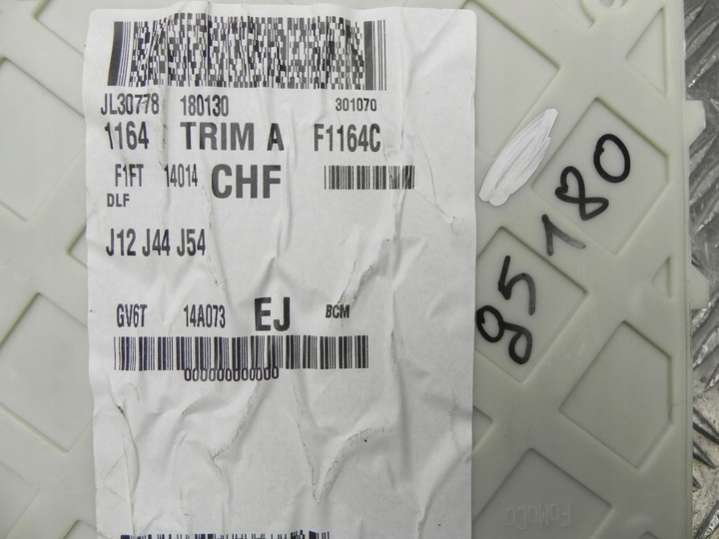 JL30778 180130 301070
1164 TRIM A F1164C
F1FT 14014 CHF
DLF
J12 J44 J54
GV6T 14A073 EJ BCM
000000000000
95180
FoMoCo